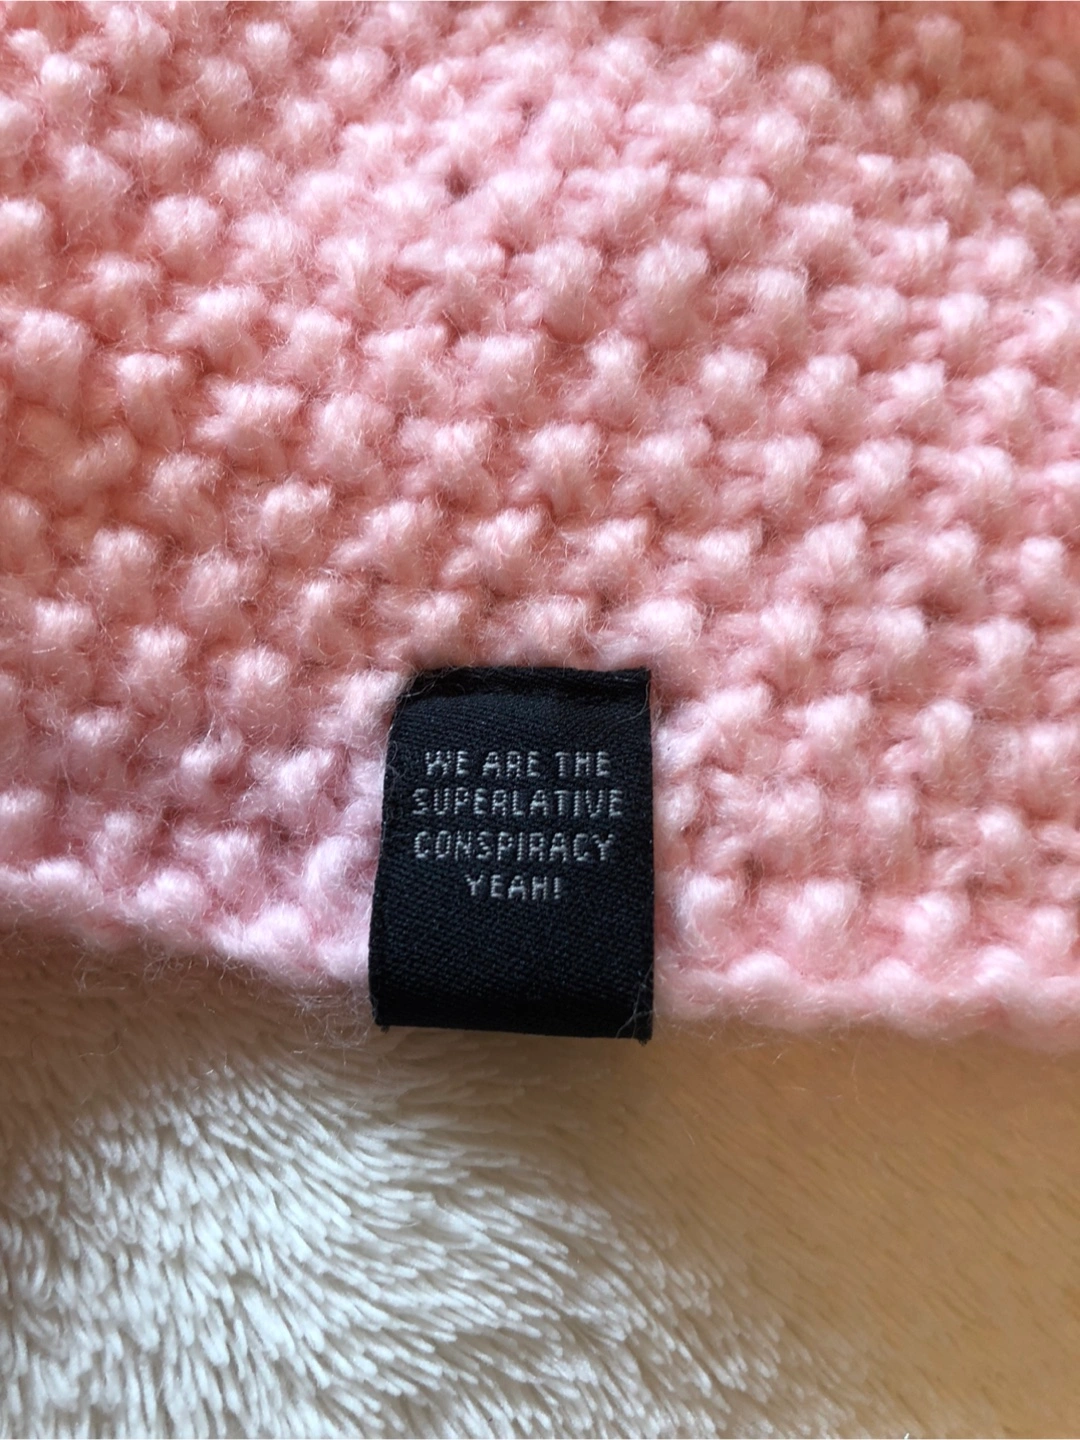 WE ARE THE
SUPERLATIVE
CONSPIRACY
YEAH!